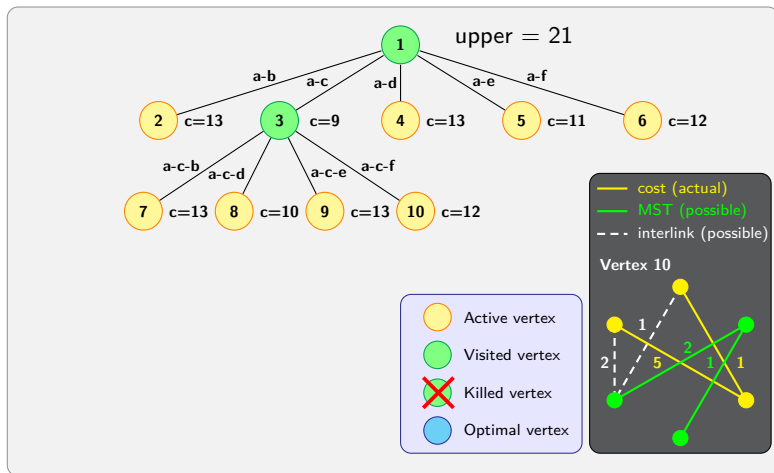 upper = 21
1
a-b
a-c
a-d
a-e
a-f
2
c=13
3
c=9
4
c=13
5
c=11
6
c=12
a-c-b
a-c-d
a-c-e
a-c-f
7
c=13
8
c=10
9
c=13
10
c=12
cost (actual)
MST (possible)
interlink (possible)
Vertex 10
1
2
2
5
1
1
Active vertex
Visited vertex
Killed vertex
Optimal vertex